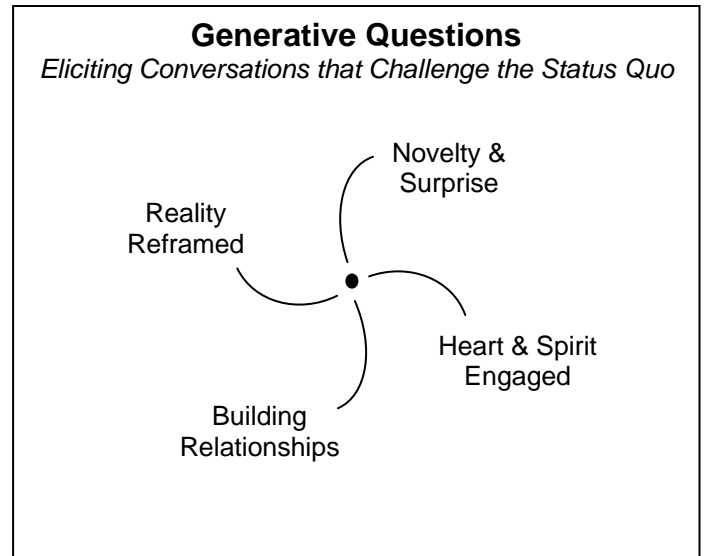 Generative Questions
Eliciting Conversations that Challenge the Status Quo
Novelty &
Surprise
Reality
Reframed
Heart & Spirit
Engaged
Building
Relationships